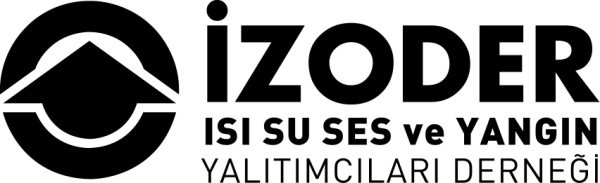 İZODER
ISI SU SES ve YANGIN
YALITIMCILARI DERNEĞİ